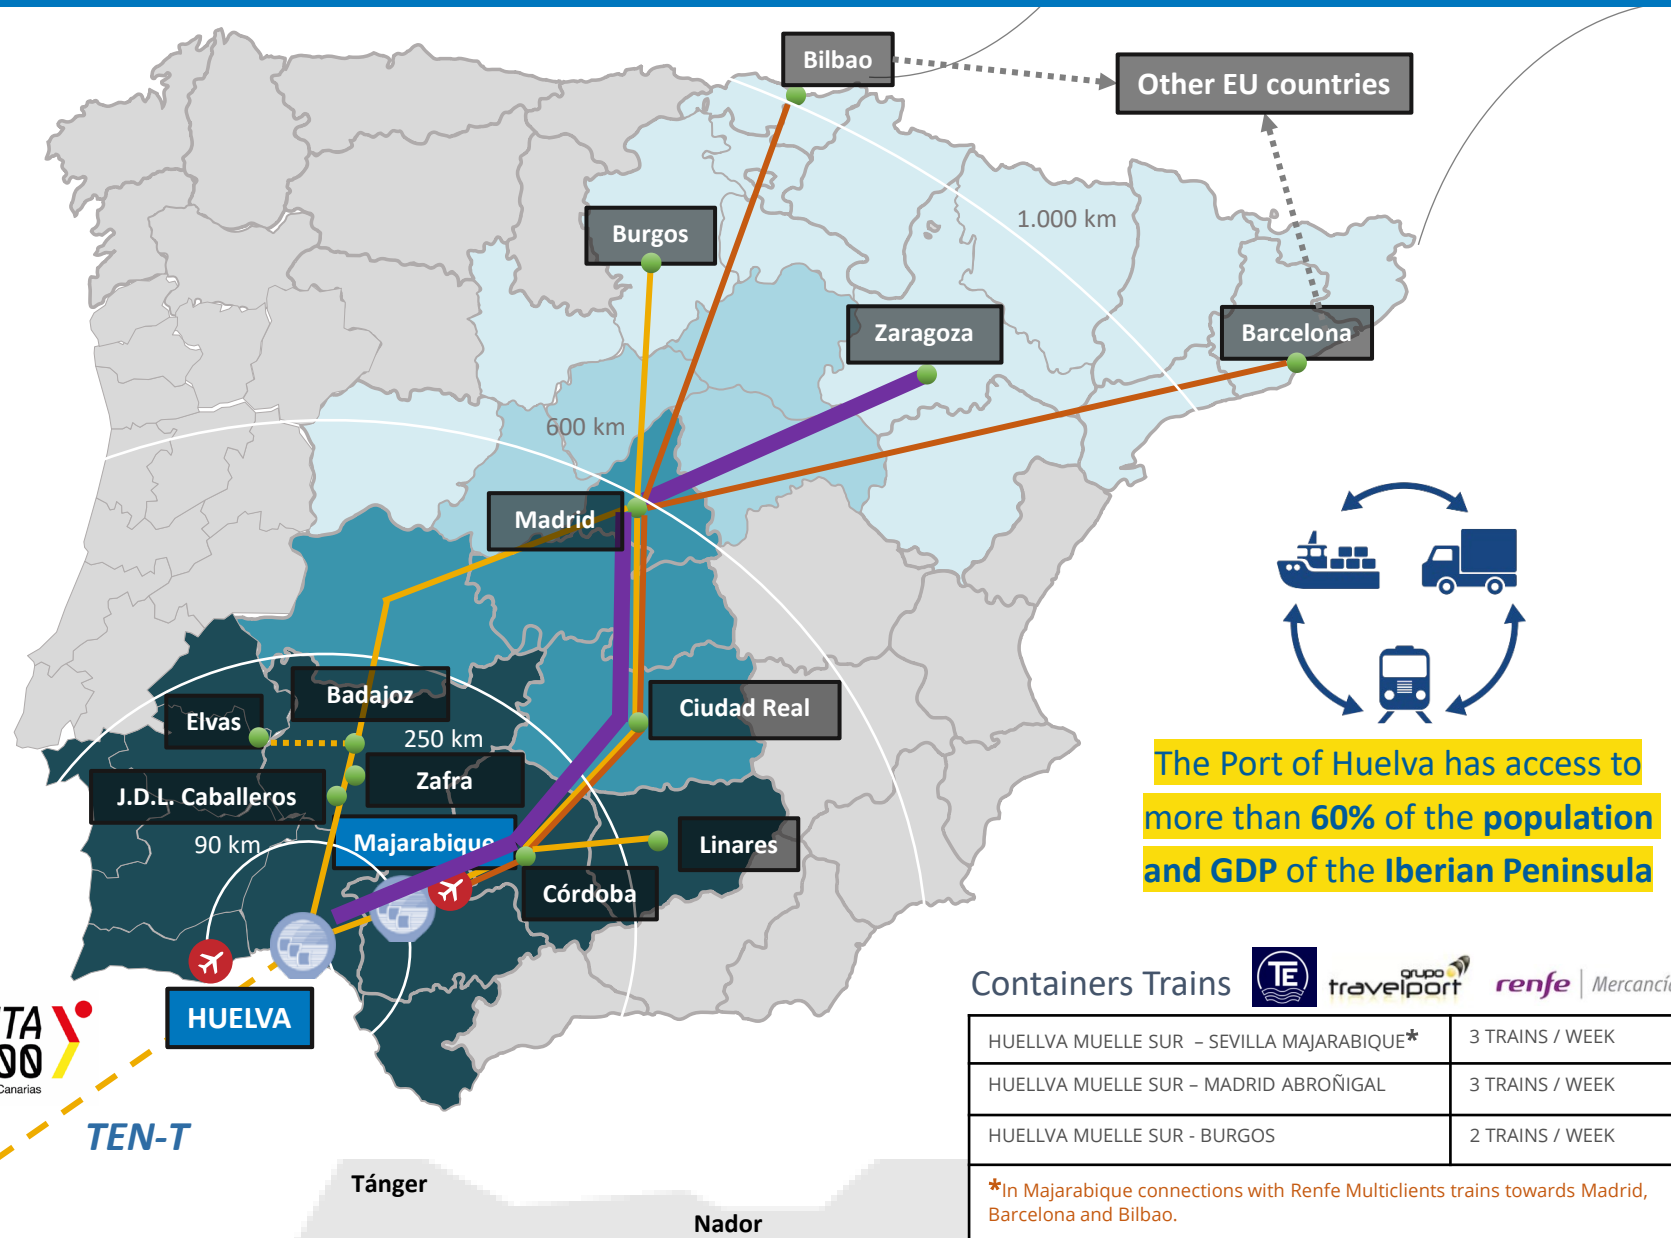 Bilbao
Other EU countries
1.000 km
Burgos
Zaragoza
Barcelona
600 km
Madrid
Badajoz
Ciudad Real
Elvas
250 km
Zafra
J.D.L. Caballeros
90 km
Majarabique
Linares
Córdoba
HUELVA
The Port of Huelva has access to
more than 60% of the population
and GDP of the Iberian Peninsula
Canarias
TEN-T
Tánger
Nador
Containers Trains
TE
grupo
travelport
renfe | Mercancí
HUELLVA MUELLE SUR – SEVILLA MAJARABIQUE* 3 TRAINS / WEEK
HUELLVA MUELLE SUR – MADRID ABROÑIGAL 3 TRAINS / WEEK
HUELLVA MUELLE SUR - BURGOS 2 TRAINS / WEEK
*In Majarabique connections with Renfe Multiclients trains towards Madrid,
Barcelona and Bilbao.